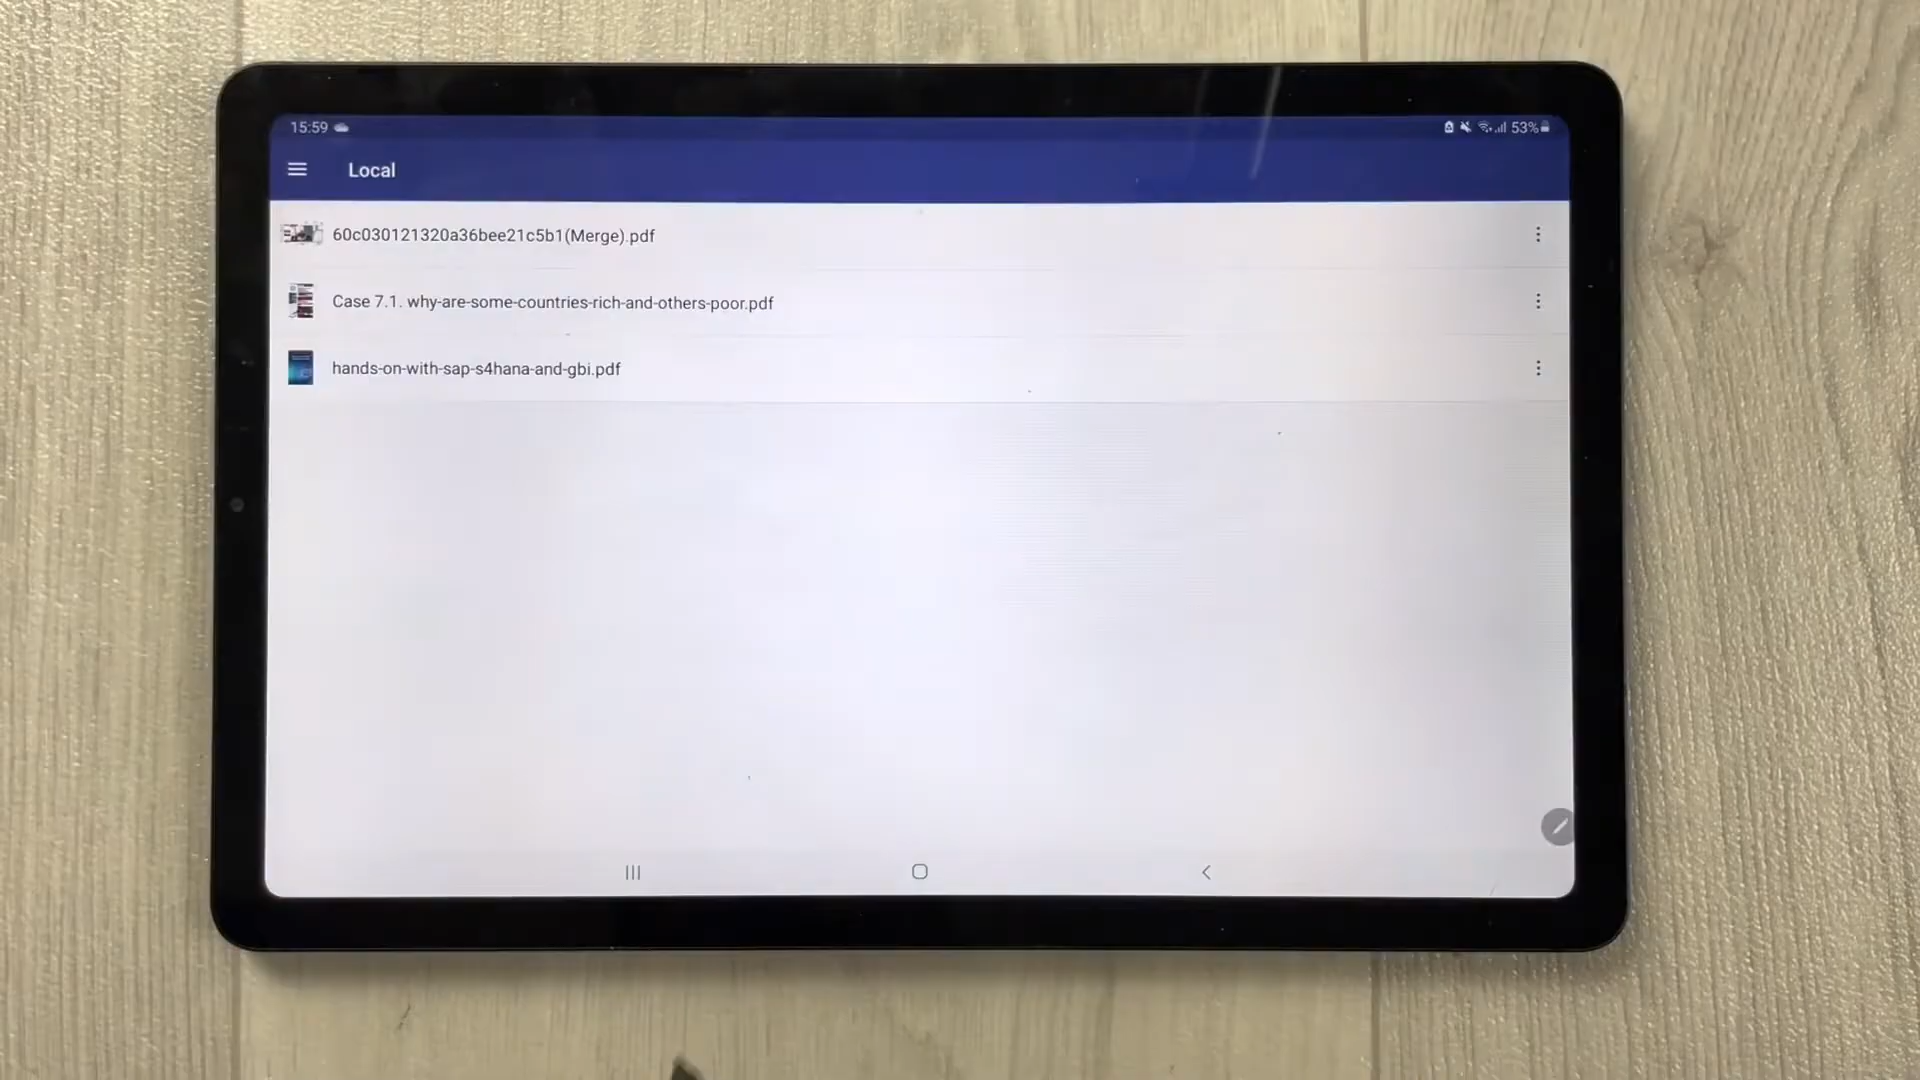 15:59
53%
Local
60c030121320a36bee21c5b1(Merge).pdf
Case 7.1. why-are-some-countries-rich-and-others-poor.pdf
hands-on-with-sap-s4hana-and-gbi.pdf